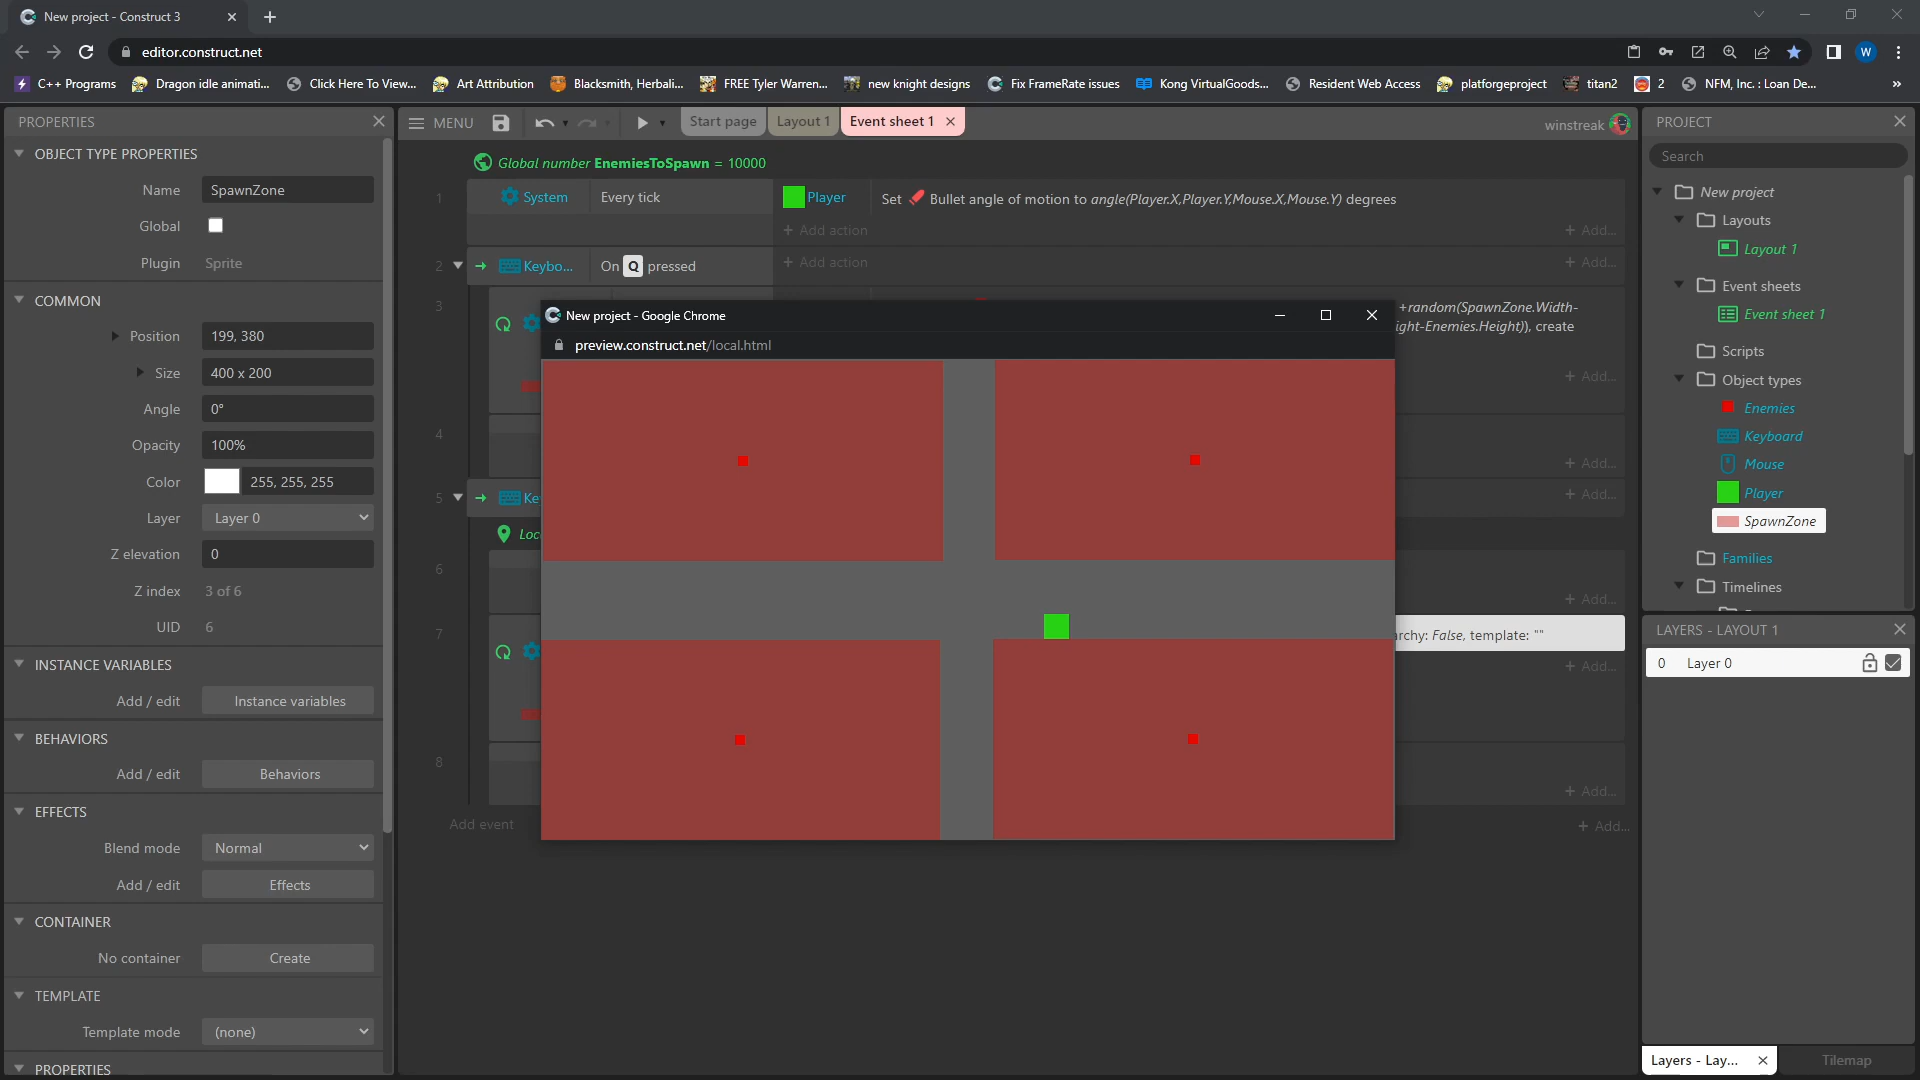 New project - Construct 3
editor.construct.net
C++ Programs
Dragon idle animati...
Click Here To View...
Art Attribution
Blacksmith, Herbali...
FREE Tyler Warren...
new knight designs
Fix FrameRate issues
Kong VirtualGoods...
Resident Web Access
platforgeproject
titan2
2
NFM, Inc. : Loan De...
»
W
PROPERTIES
OBJECT TYPE PROPERTIES
Name SpawnZone
Global
Plugin Sprite
COMMON
Position 199, 380
Size 400 x 200
Angle 0°
Opacity 100%
Color 255, 255, 255
Layer Layer 0
Z elevation 0
Z index 3 of 6
UID 6
INSTANCE VARIABLES
Add / edit Instance variables
BEHAVIORS
Add / edit Behaviors
EFFECTS
Blend mode Normal
Add / edit Effects
CONTAINER
No container Create
TEMPLATE
Template mode (none)
PROPERTIES
MENU
Start page
Layout 1
Event sheet 1
winstreak
Global number EnemiesToSpawn = 10000
1 System Every tick Player Set Bullet angle of motion to angle(Player.X,Player.Y,Mouse.X,Mouse.Y) degrees
+ Add action + Add...
2 Keybo... On Q pressed + Add action + Add...
3 +random(SpawnZone.Width-
ight-Enemies.Height)), create
+ Add...
4
+ Add...
5 Ke + Add...
Loc
6
+ Add...
7 archy: False, template: ""
+ Add...
8
+ Add...
Add event + Add...
New project - Google Chrome
preview.construct.net/local.html
PROJECT
Search
New project
Layouts
Layout 1
Event sheets
Event sheet 1
Scripts
Object types
Enemies
Keyboard
Mouse
Player
SpawnZone
Families
Timelines
LAYERS - LAYOUT 1
0 Layer 0
Layers - Lay...
Tilemap